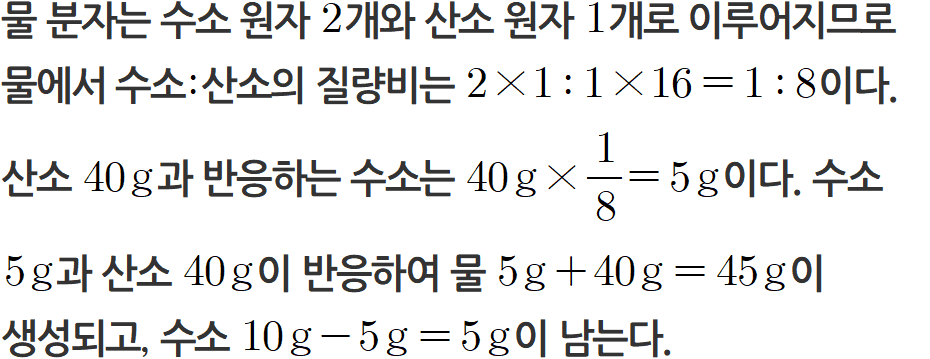 물 분자는 수소 원자 2개와 산소 원자 1개로 이루어지므로
물에서 수소:산소의 질량비는 2×1 : 1×16 = 1 : 8이다.
산소 40 g과 반응하는 수소는 40 g × 1/8 = 5 g이다. 수소
5 g과 산소 40 g이 반응하여 물 5 g + 40 g = 45 g이
생성되고, 수소 10 g − 5 g = 5 g이 남는다.